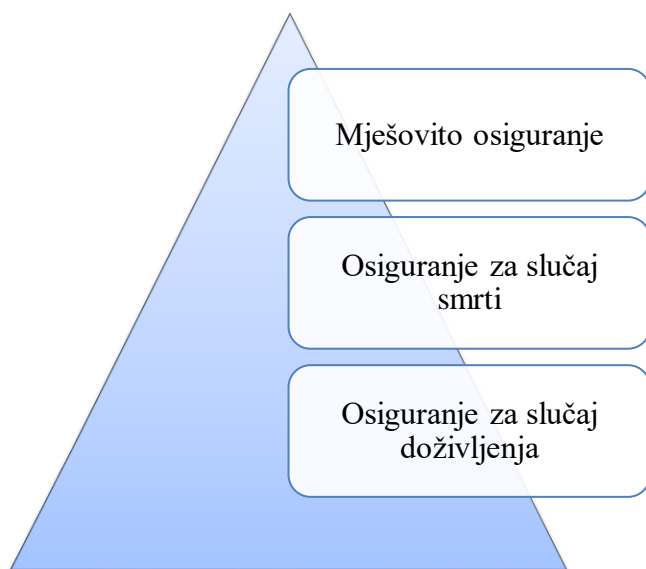 Mješovito osiguranje
Osiguranje za slučaj
smrti
Osiguranje za slučaj
doživljenja